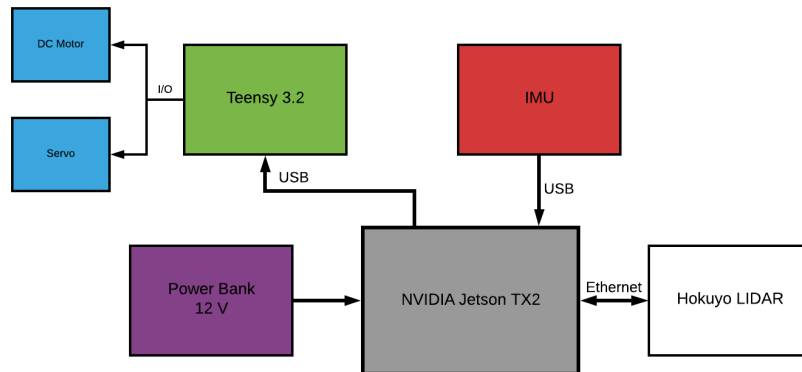 DC Motor
I/O
Teensy 3.2
IMU
Servo
USB
USB
Power Bank
12 V
NVIDIA Jetson TX2
Ethernet
Hokuyo LIDAR